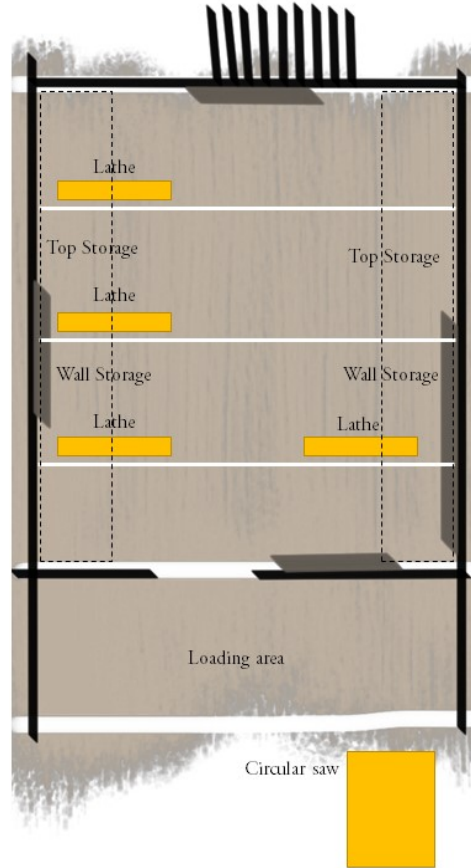 Lathe
Top Storage
Top Storage
Lathe
Wall Storage
Wall Storage
Lathe
Lathe
Loading area
Circular saw